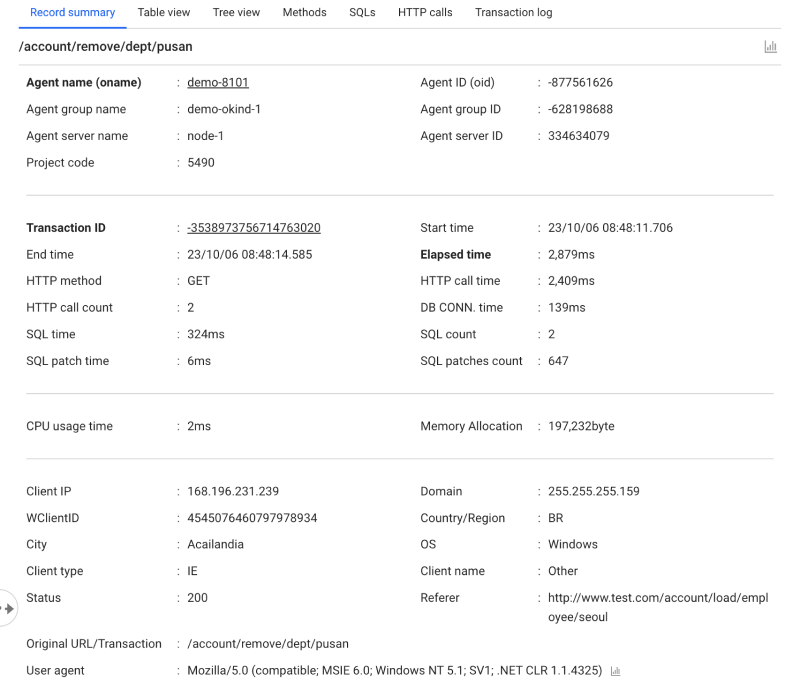 Record summary Table view Tree view Methods SQLs HTTP calls Transaction log
/account/remove/dept/pusan
Agent name (oname) : demo-8101 Agent ID (oid) : -877561626
Agent group name : demo-okind-1 Agent group ID : -628198688
Agent server name : node-1 Agent server ID : 334634079
Project code : 5490
Transaction ID : -3538973756714763020 Start time : 23/10/06 08:48:11.706
End time : 23/10/06 08:48:14.585 Elapsed time : 2,879ms
HTTP method : GET HTTP call time : 2,409ms
HTTP call count : 2 DB CONN. time : 139ms
SQL time : 324ms SQL count : 2
SQL patch time : 6ms SQL patches count : 647
CPU usage time : 2ms Memory Allocation : 197,232byte
Client IP : 168.196.231.239 Domain : 255.255.255.159
WClientID : 4545076460797978934 Country/Region : BR
City : Acailandia OS : Windows
Client type : IE Client name : Other
Status : 200 Referer : http://www.test.com/account/load/empl
oyee/seoul
Original URL/Transaction : /account/remove/dept/pusan
User agent : Mozilla/5.0 (compatible; MSIE 6.0; Windows NT 5.1; SV1; .NET CLR 1.1.4325)